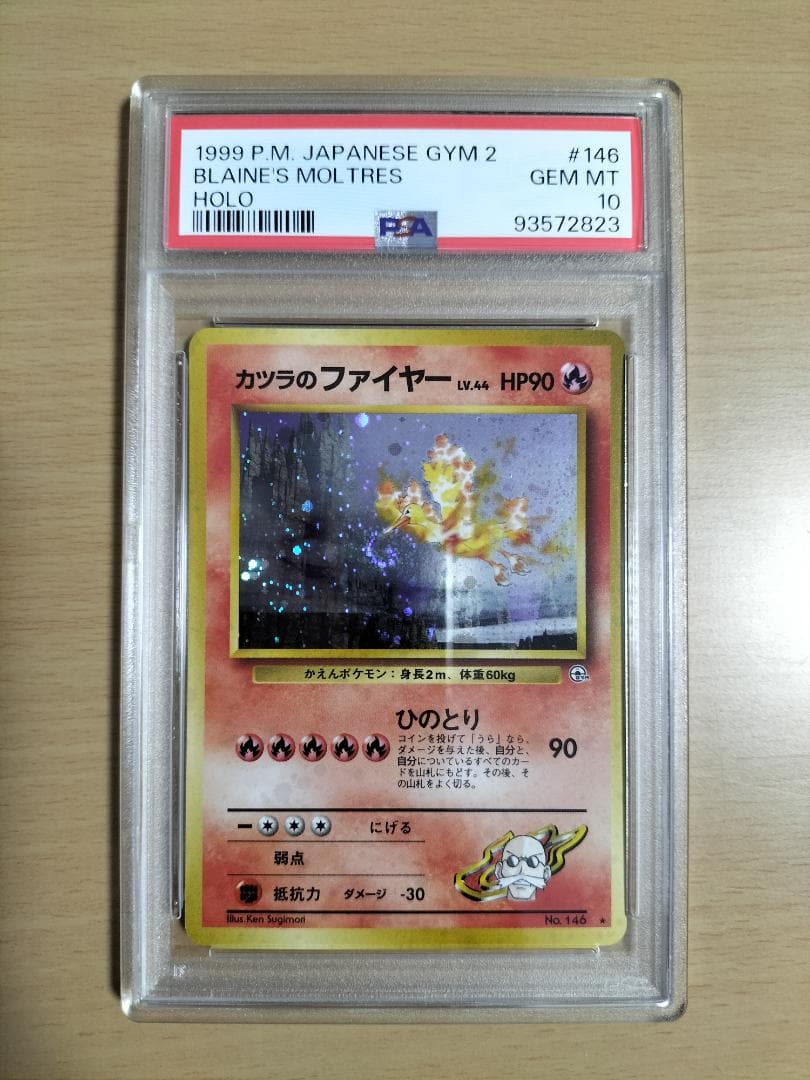 1999 P.M. JAPANESE GYM 2 #146
BLAINE'S MOLTRES GEM MT
HOLO 10
93572823
PSA
カツラのファイヤー LV.44 HP90
かえんポケモン：身長2m、体重60kg
ひのとり
コインを投げて「うら」なら、
ダメージを与えた後、自分と、
自分についているすべてのカー
ドを山札にもどす。その後、そ
の山札をよく切る。
90
にげる
弱点
抵抗力 ダメージ -30
Illus.Ken Sugimori No. 146 ★